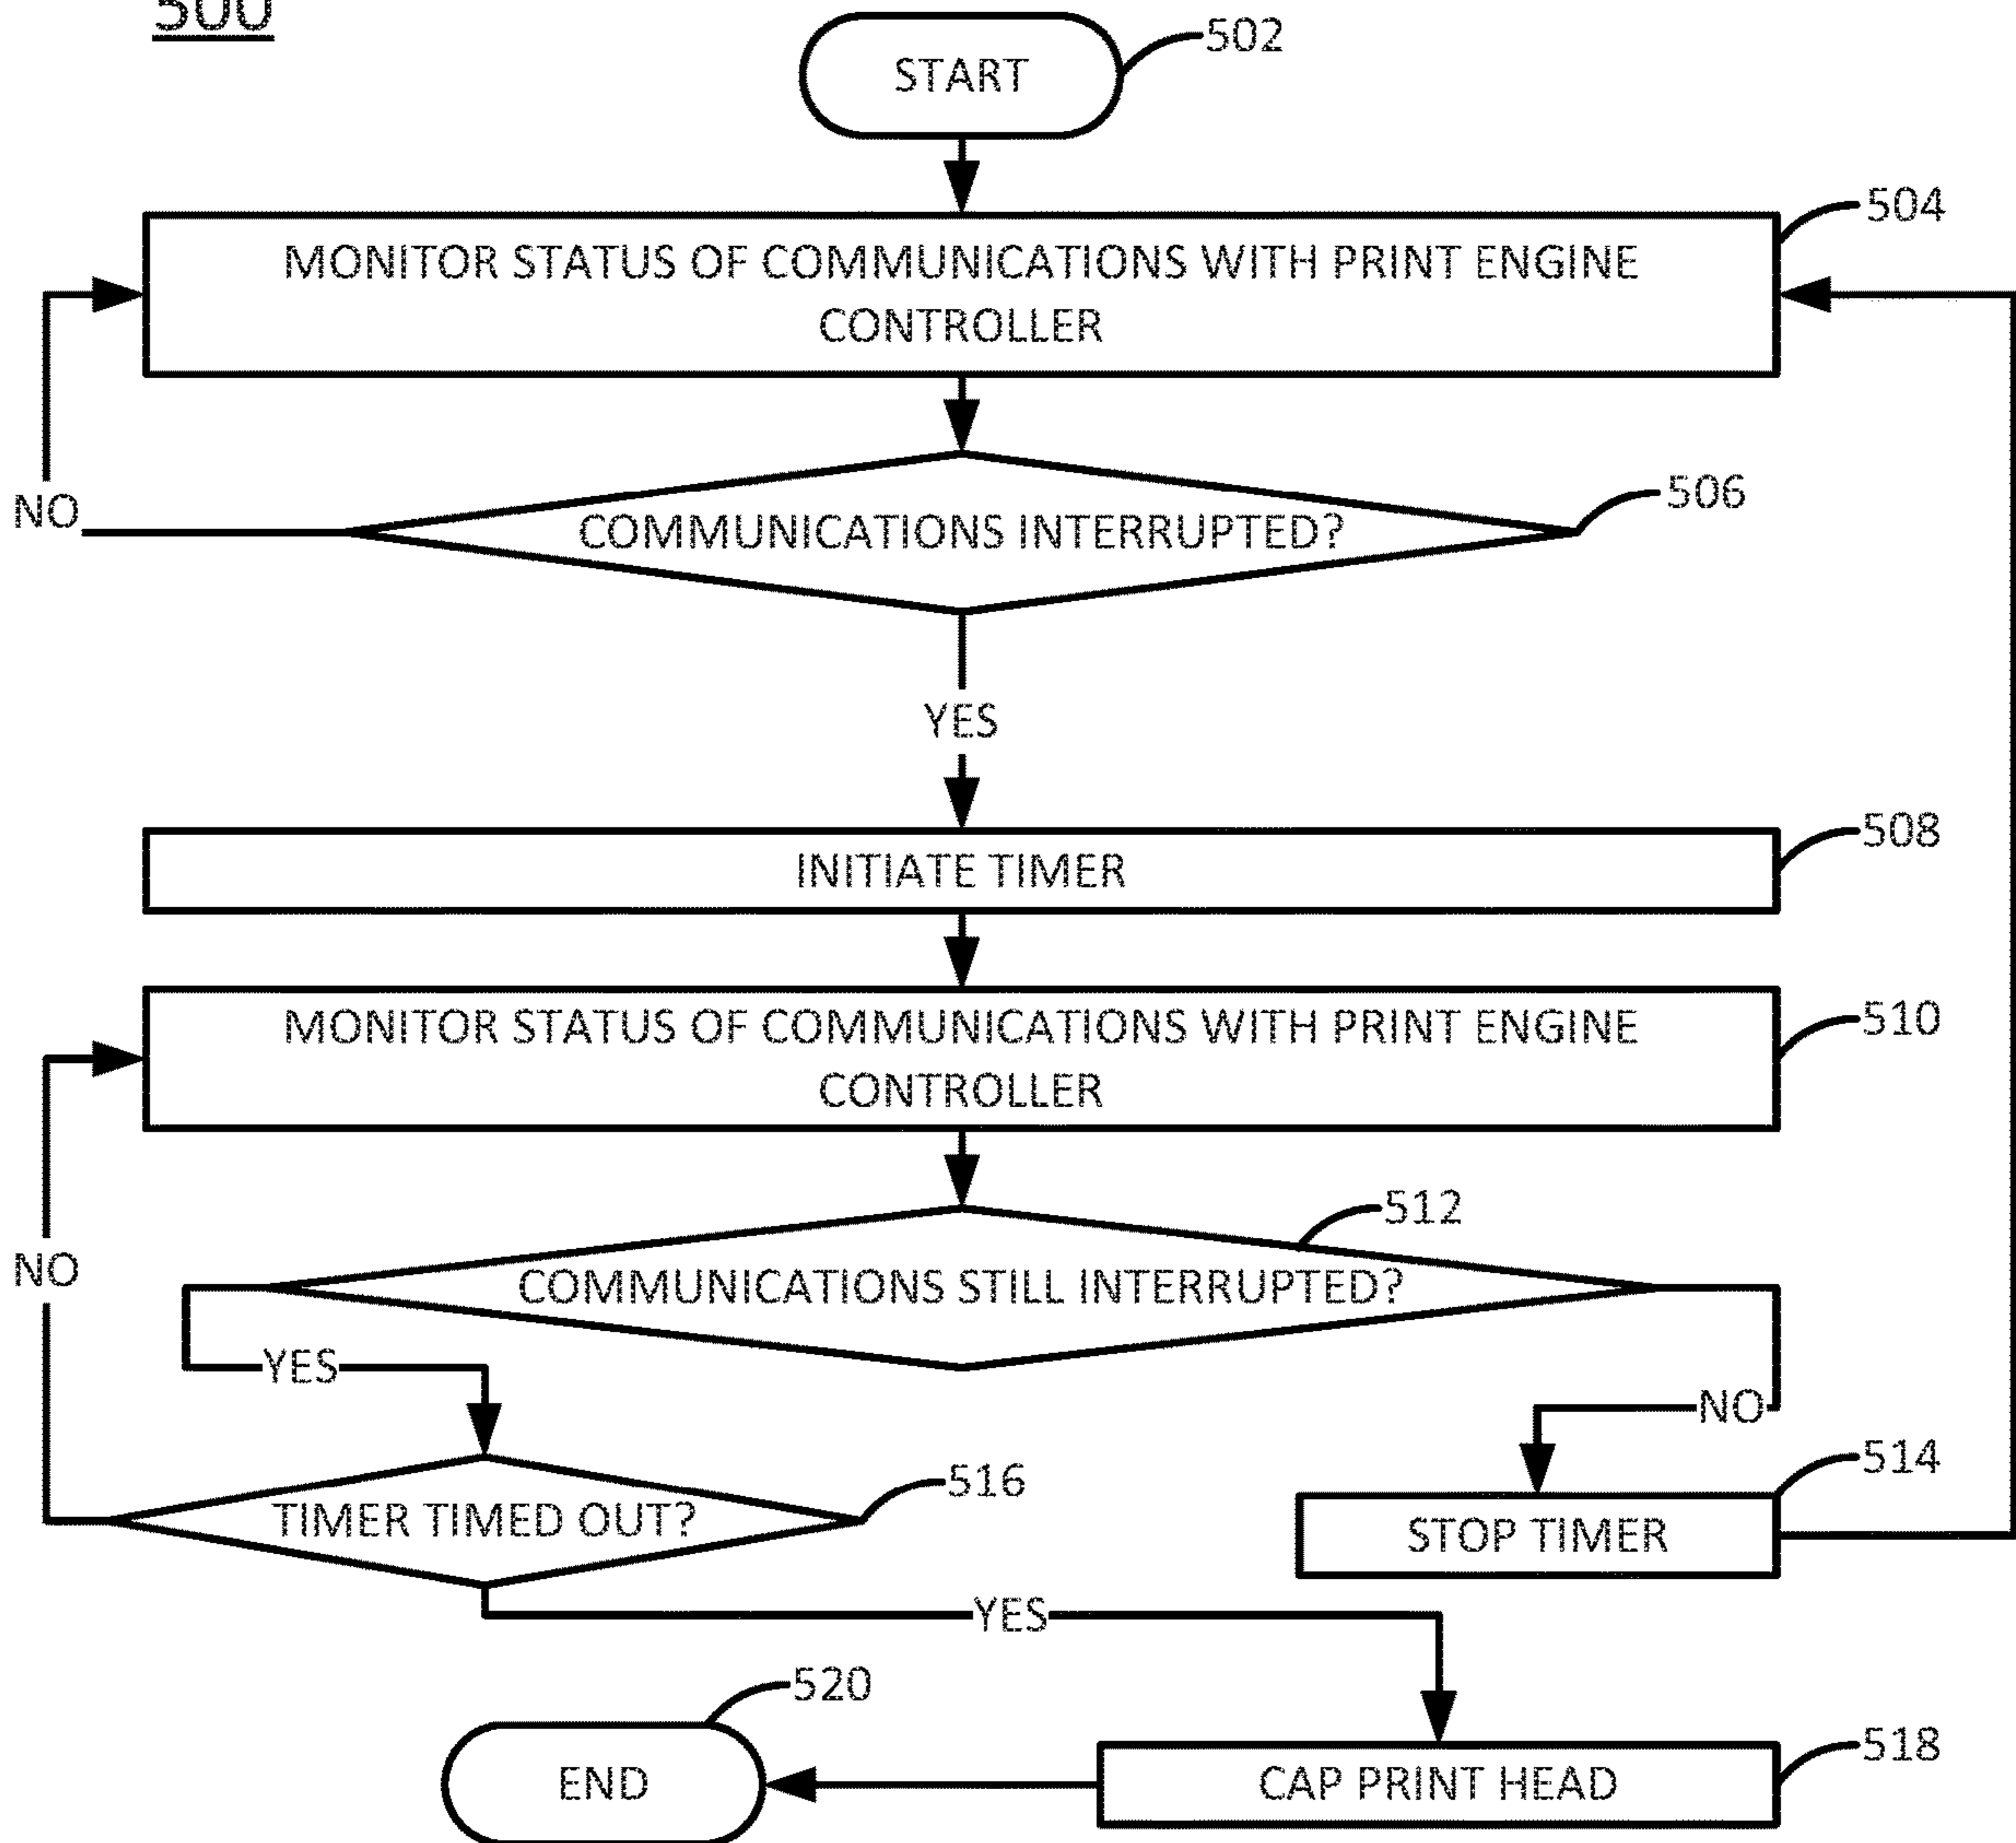 500
START
502
504
MONITOR STATUS OF COMMUNICATIONS WITH PRINT ENGINE
CONTROLLER
506
NO
COMMUNICATIONS INTERRUPTED?
YES
508
INITIATE TIMER
MONITOR STATUS OF COMMUNICATIONS WITH PRINT ENGINE
510
CONTROLLER
512
NO
COMMUNICATIONS STILL INTERRUPTED?
YES
NO
514
516
TIMER TIMED OUT?
STOP TIMER
YES
520
518
END
CAP PRINT HEAD